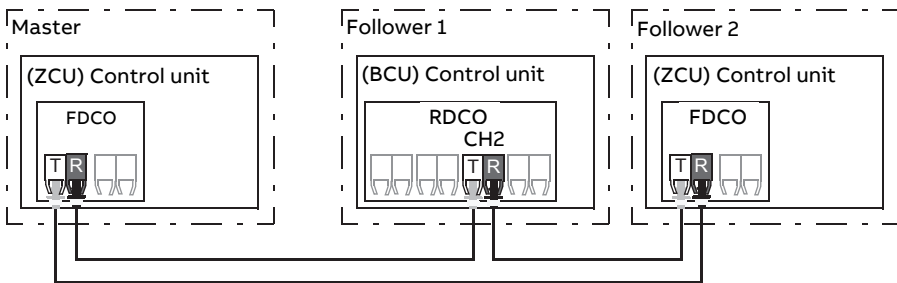 Master
(ZCU) Control unit
FDCO
T R
Follower 1
(BCU) Control unit
RDCO
CH2
T R
Follower 2
(ZCU) Control unit
FDCO
T R